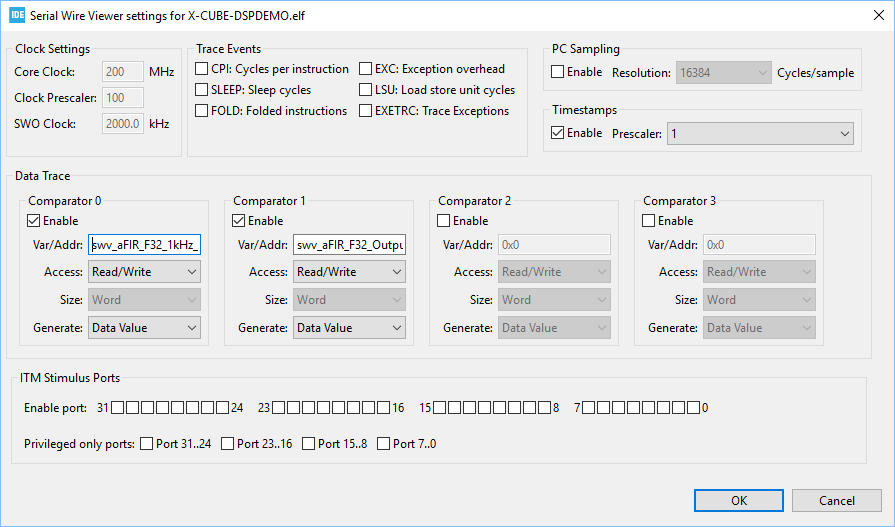 IDE Serial Wire Viewer settings for X-CUBE-DSPDEMO.elf
Clock Settings
Core Clock: 200 MHz
Clock Prescaler: 100
SWO Clock: 2000.0 kHz
Trace Events
CPI: Cycles per instruction EXC: Exception overhead
SLEEP: Sleep cycles LSU: Load store unit cycles
FOLD: Folded instructions EXETRC: Trace Exceptions
PC Sampling
Enable Resolution: 16384 Cycles/sample
Timestamps
Enable Prescaler: 1
Data Trace
Comparator 0
Enable
Var/Addr: swv_aFIR_F32_1kHz_
Access: Read/Write
Size: Word
Generate: Data Value
Comparator 1
Enable
Var/Addr: swv_aFIR_F32_Outpu
Access: Read/Write
Size: Word
Generate: Data Value
Comparator 2
Enable
Var/Addr: 0x0
Access: Read/Write
Size: Word
Generate: Data Value
Comparator 3
Enable
Var/Addr: 0x0
Access: Read/Write
Size: Word
Generate: Data Value
ITM Stimulus Ports
Enable port: 31 24 23 16 15 8 7 0
Privileged only ports: Port 31..24 Port 23..16 Port 15..8 Port 7..0
OK Cancel